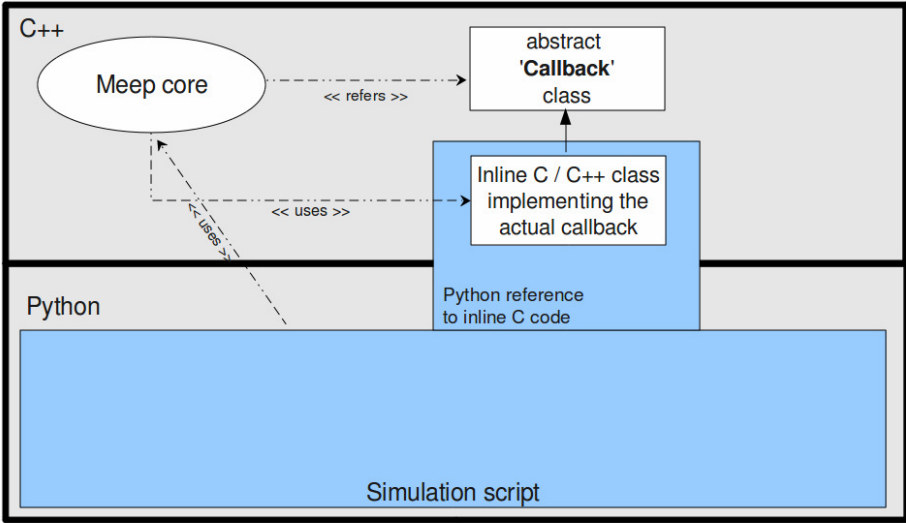 C++
Meep core
<< refers >>
abstract
'Callback'
class
<< uses >>
<< uses >>
Inline C / C++ class
implementing the
actual callback
Python reference
to inline C code
Python
Simulation script